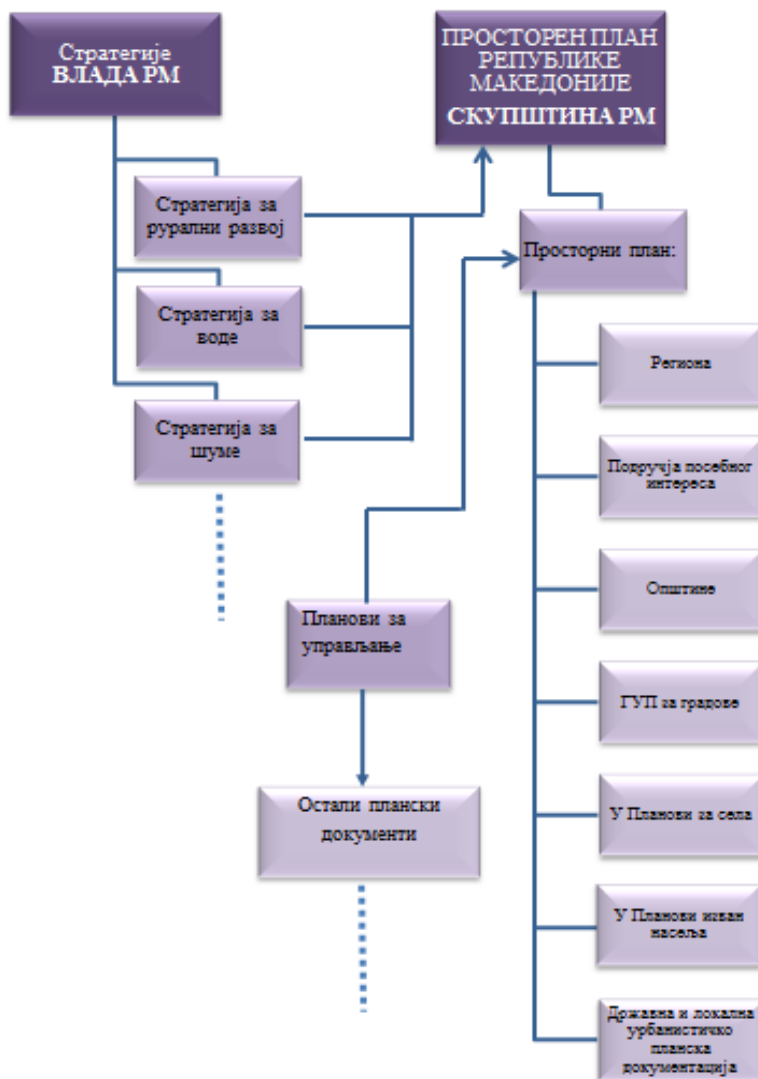 Стратегије
ВЛАДА РМ
ПРОСТОРЕН ПЛАН
РЕПУБЛИКЕ
МАКЕДОНИЈЕ
СКУПШТИНА РМ
Стратегија за
рурални развој
Стратегија за
воде
Стратегија за
шуме
Просторни план:
Региона
Подручја посебног
интереса
Општине
ГУП за градове
У Планови за села
У Планови изван
насеља
Државна и локална
урбанистичко
планска
документација
Планови за
управљање
Остали плански
документи